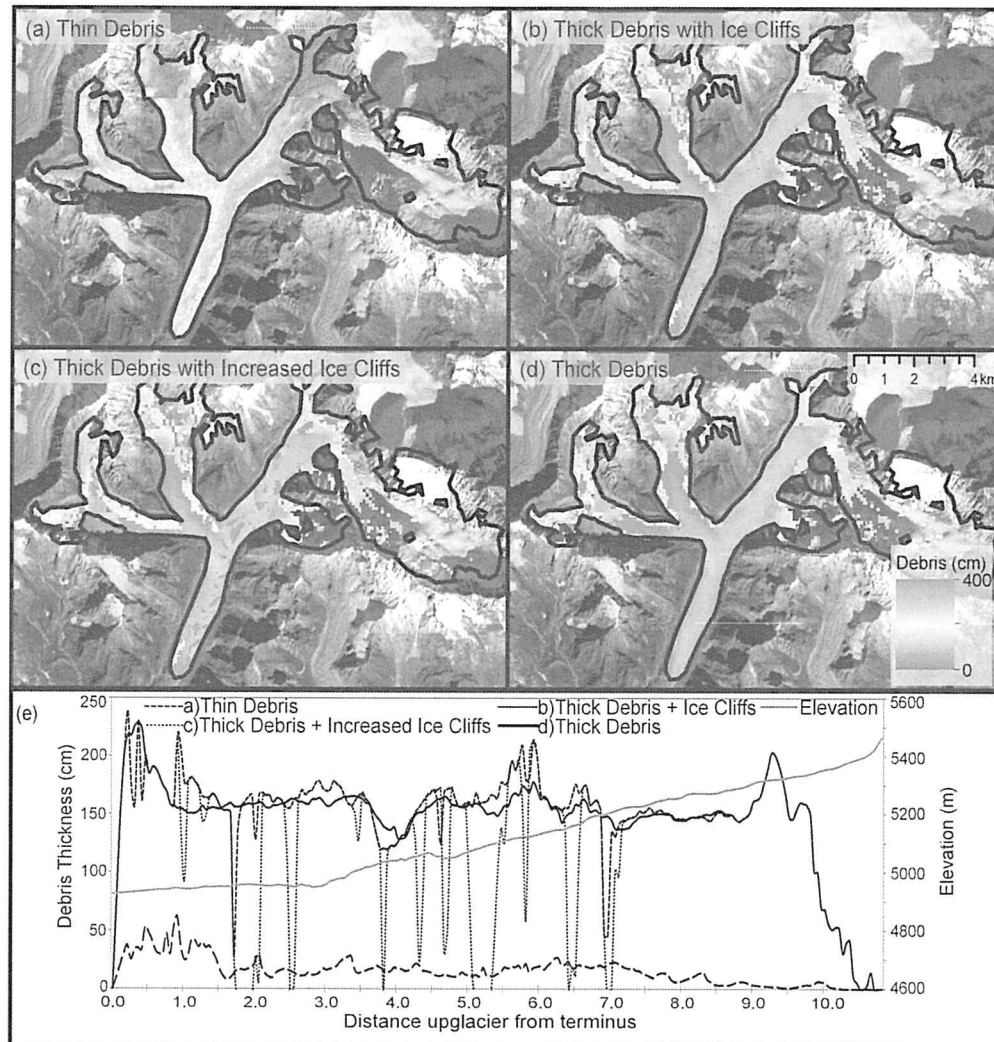 (a) Thin Debris
(b) Thick Debris with Ice Cliffs
(c) Thick Debris with Increased Ice Cliffs
(d) Thick Debris
0 1 2 4km
Debris (cm)
400
0
(e)
a)Thin Debris
b)Thick Debris + Ice Cliffs
Elevation
c)Thick Debris + Increased Ice Cliffs
d)Thick Debris
250
200
150
100
50
0
Debris Thickness (cm)
5600
5400
5200
5000
4800
4600
Elevation (m)
0.0 1.0 2.0 3.0 4.0 5.0 6.0 7.0 8.0 9.0 10.0
Distance upglacier from terminus